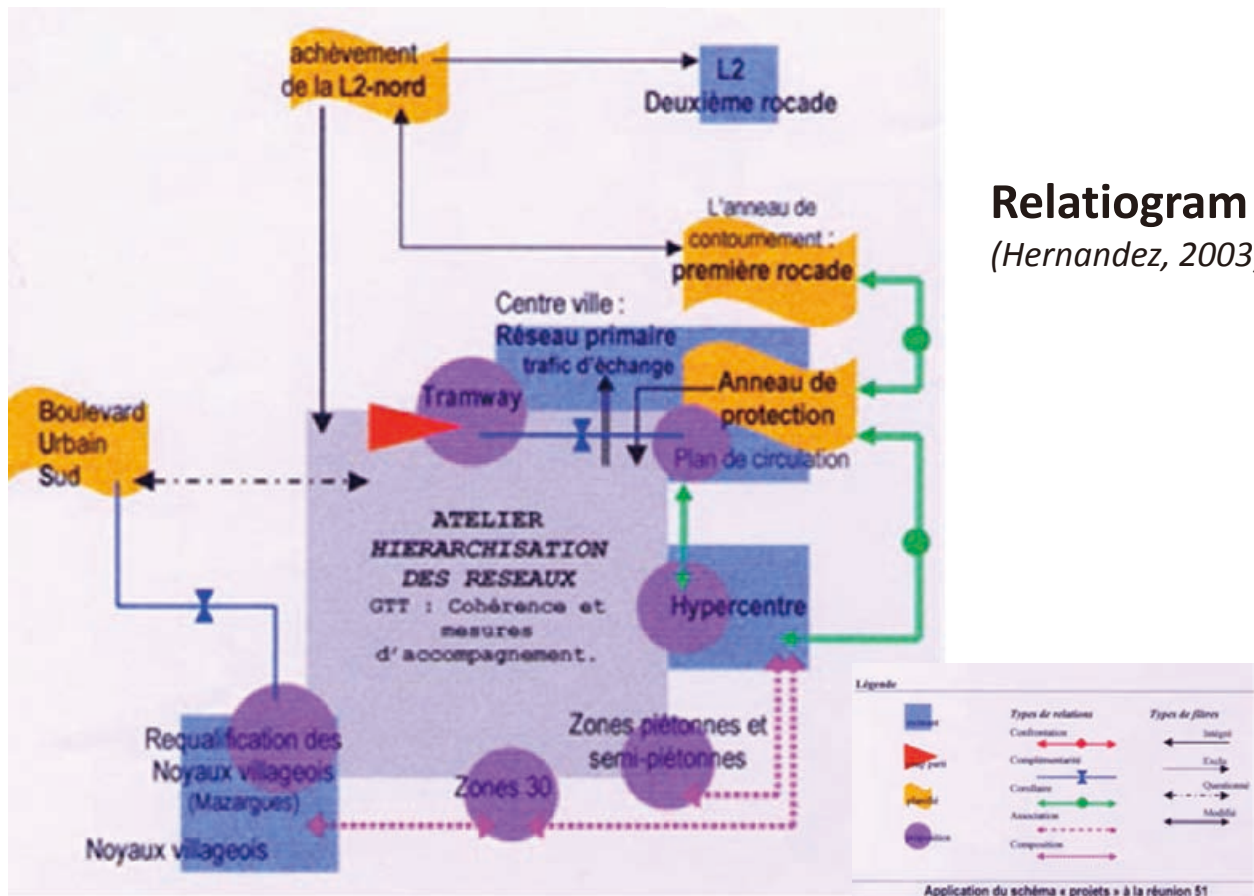 achèvement
de la L2-nord
L2
Deuxième rocade
Relatiogram
(Hernandez, 2003)
L'anneau de
contournement :
première rocade
Centre ville :
Réseau primaire
trafic d'échange
Tramway
Anneau de
protection
Plan de circulation
Boulevard
Urbain
Sud
ATELIER
HIERARCHISATION
DES RESEAUX
GTT : Cohérence et
mesures
d'accompagnement.
Hypercentre
Requalification des
Noyaux villageois
(Mazargues)
Noyaux villageois
Zones 30
Zones piétonnes et
semi-piétonnes
Légende
parti
Types de relations
Confrontation
Complémentarité
Corollaire
Association
Composition
Types de filtres
Intégré
Exclu
Questionné
Modifié
Application du schéma « projets » à la réunion 51